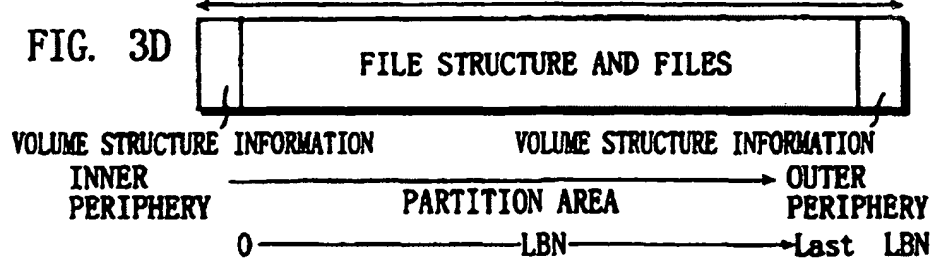 FIG. 3D
FILE STRUCTURE AND FILES
VOLUME STRUCTURE INFORMATION
VOLUME STRUCTURE INFORMATION
INNER PERIPHERY
PARTITION AREA
OUTER PERIPHERY
0 LBN Last LBN